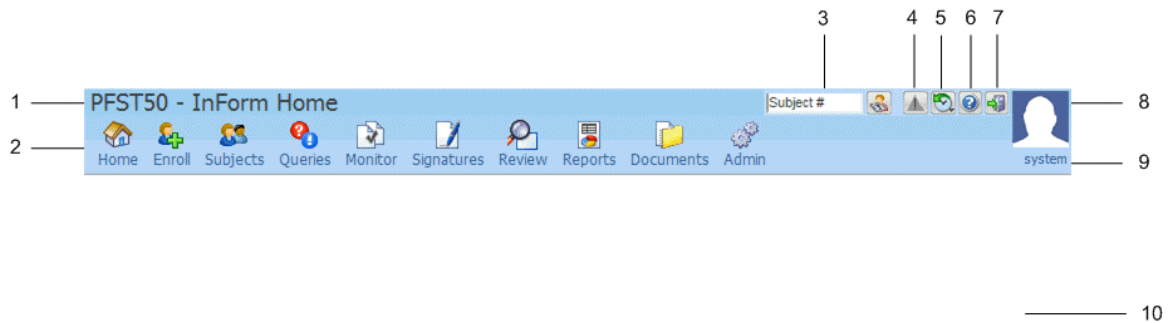 3 4 5 6 7
1 PFST50 - InForm Home Subject # 8
2 Home Enroll Subjects Queries Monitor Signatures Review Reports Documents Admin system 9
10